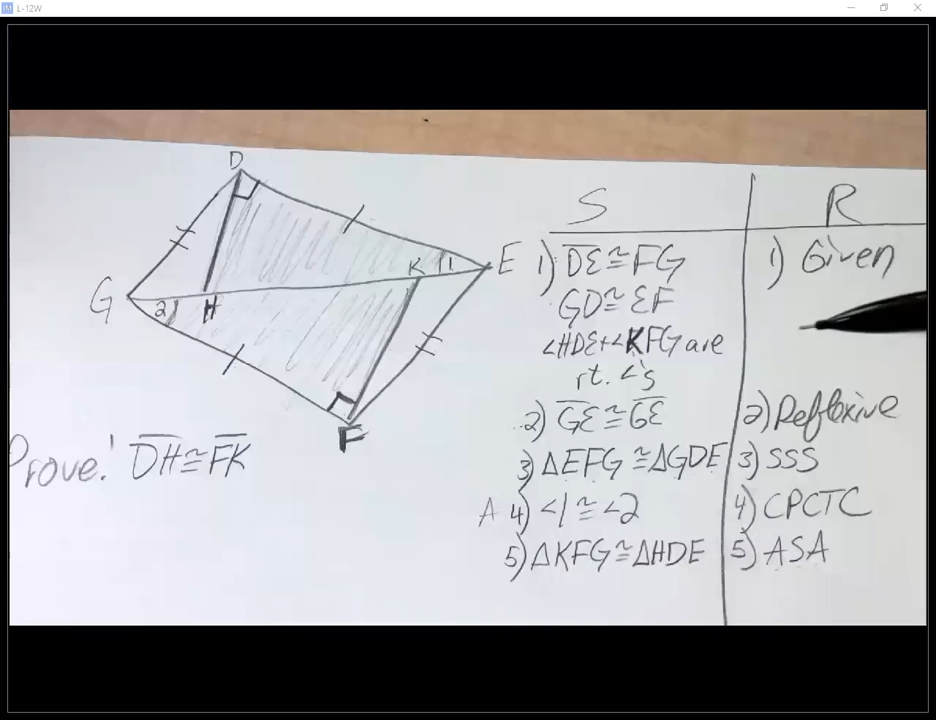 L-12W
D
G
H
K
1
E
2
F
Prove: DH≅FK
S
R
1) DE≅FG
1) Given
GD≅EF
<HDE+<KFG are
rt. <'s
2) GE≅GE
2) Reflexive
3) ΔEFG≅ΔGDE
3) SSS
A 4) <1≅<2
4) CPCTC
5) ΔKFG≅ΔHDE
5) ASA